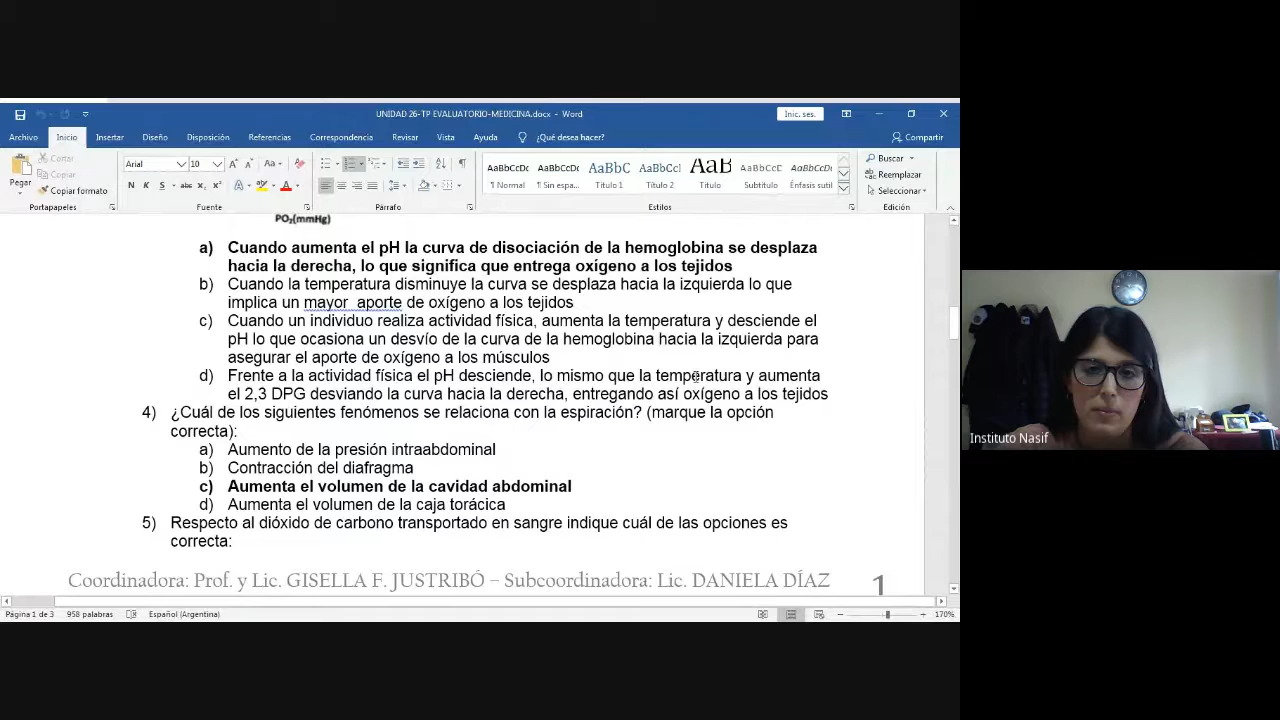 UNIDAD 26-TP EVALUATORIO-MEDICINA.docx - Word
Inic. ses.
Archivo Inicio Insertar Diseño Disposición Referencias Correspondencia Revisar Vista Ayuda ¿Qué desea hacer? Compartir
Pegar
Cortar
Copiar
Copiar formato
Arial 10
AaBbCcDc AaBbCcDc AaBbC AaBbCcI AaB AaBbCcD AaBbCcDı
¶ Normal ¶ Sin espa... Título 1 Título 2 Título Subtítulo Énfasis sutil
Buscar
Reemplazar
Seleccionar
Portapapeles Fuente Párrafo Estilos Edición
PO₂(mmHg)
a) Cuando aumenta el pH la curva de disociación de la hemoglobina se desplaza
hacia la derecha, lo que significa que entrega oxígeno a los tejidos
b) Cuando la temperatura disminuye la curva se desplaza hacia la izquierda lo que
implica un mayor aporte de oxígeno a los tejidos
c) Cuando un individuo realiza actividad física, aumenta la temperatura y desciende el
pH lo que ocasiona un desvío de la curva de la hemoglobina hacia la izquierda para
asegurar el aporte de oxígeno a los músculos
d) Frente a la actividad física el pH desciende, lo mismo que la temperatura y aumenta
el 2,3 DPG desviando la curva hacia la derecha, entregando así oxígeno a los tejidos
4) ¿Cuál de los siguientes fenómenos se relaciona con la espiración? (marque la opción
correcta):
a) Aumento de la presión intraabdominal
b) Contracción del diafragma
c) Aumenta el volumen de la cavidad abdominal
d) Aumenta el volumen de la caja torácica
5) Respecto al dióxido de carbono transportado en sangre indique cuál de las opciones es
correcta:
Coordinadora: Prof. y Lic. GISELLA F. JUSTRIBÓ – Subcoordinadora: Lic. DANIELA DÍAZ 1
Página 1 de 3 958 palabras Español (Argentina) 170%
Instituto Nasif